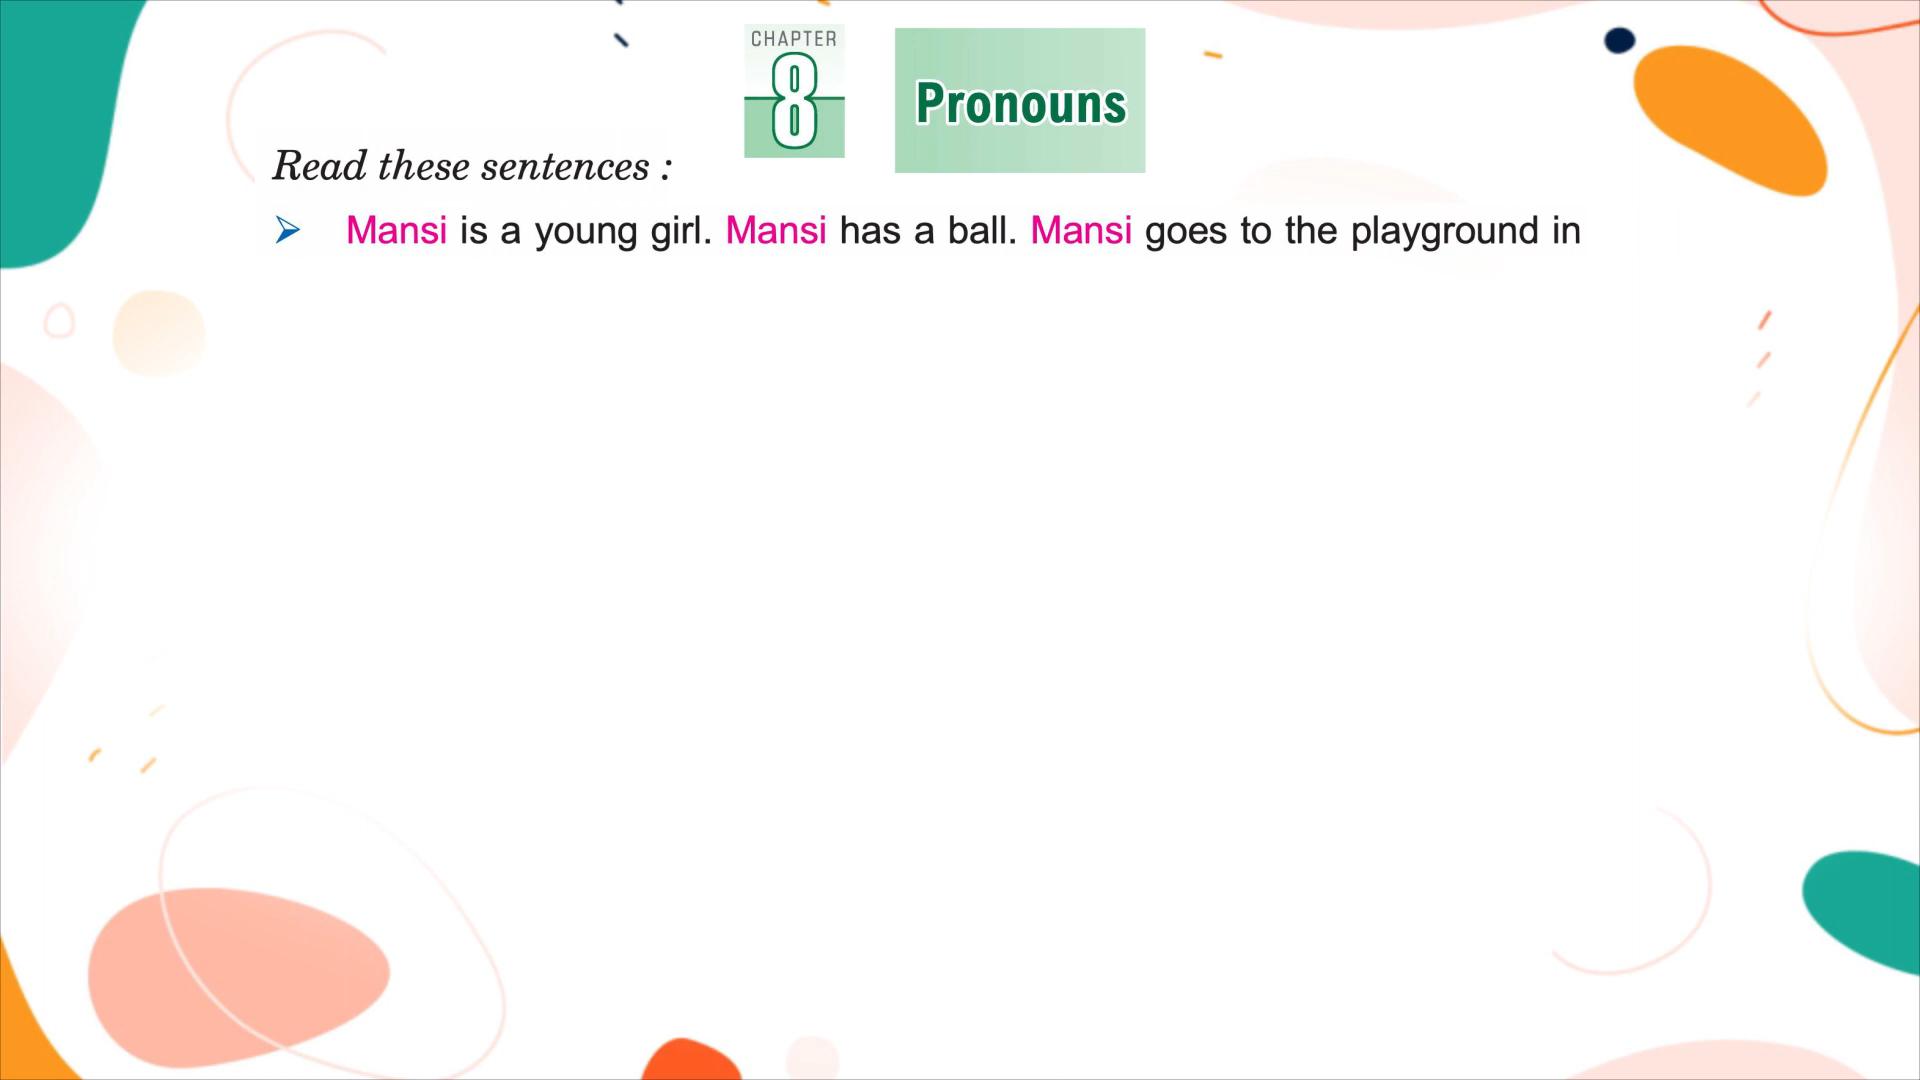 CHAPTER
8
Pronouns
Read these sentences :
➢ Mansi is a young girl. Mansi has a ball. Mansi goes to the playground in